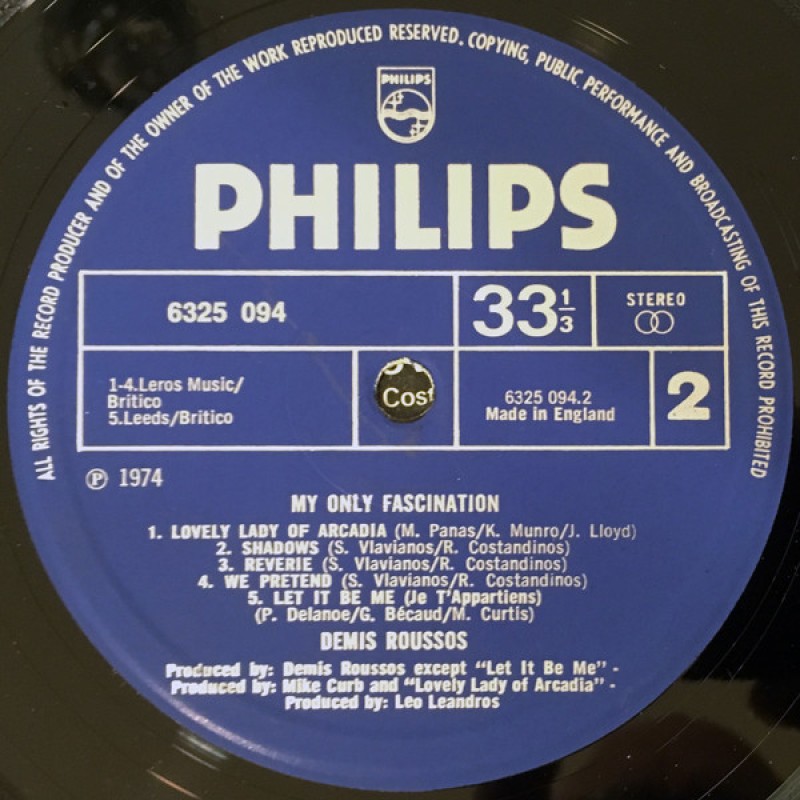 ALL RIGHTS OF THE RECORD PRODUCER AND OF THE OWNER OF THE WORK REPRODUCED RESERVED. COPYING, PUBLIC PERFORMANCE AND BROADCASTING OF THIS RECORD PROHIBITED
PHILIPS
PHILIPS
6325 094
33 1/3
STEREO
1-4.Leros Music/
Britico
5.Leeds/Britico
Cost
6325 094.2
Made in England
2
Ⓟ 1974
MY ONLY FASCINATION
1. LOVELY LADY OF ARCADIA (M. Panas/K. Munro/J. Lloyd)
2. SHADOWS (S. Vlavianos/R. Costandinos)
3. REVERIE (S. Vlavianos/R. Costandinos)
4. WE PRETEND (S. Vlavianos/R. Costandinos)
5. LET IT BE ME (Je T'Appartiens)
(P. Delanoe/G. Bécaud/M. Curtis)
DEMIS ROUSSOS
Produced by: Demis Roussos except "Let It Be Me" -
Produced by: Mike Curb and "Lovely Lady of Arcadia" -
Produced by: Leo Leandros